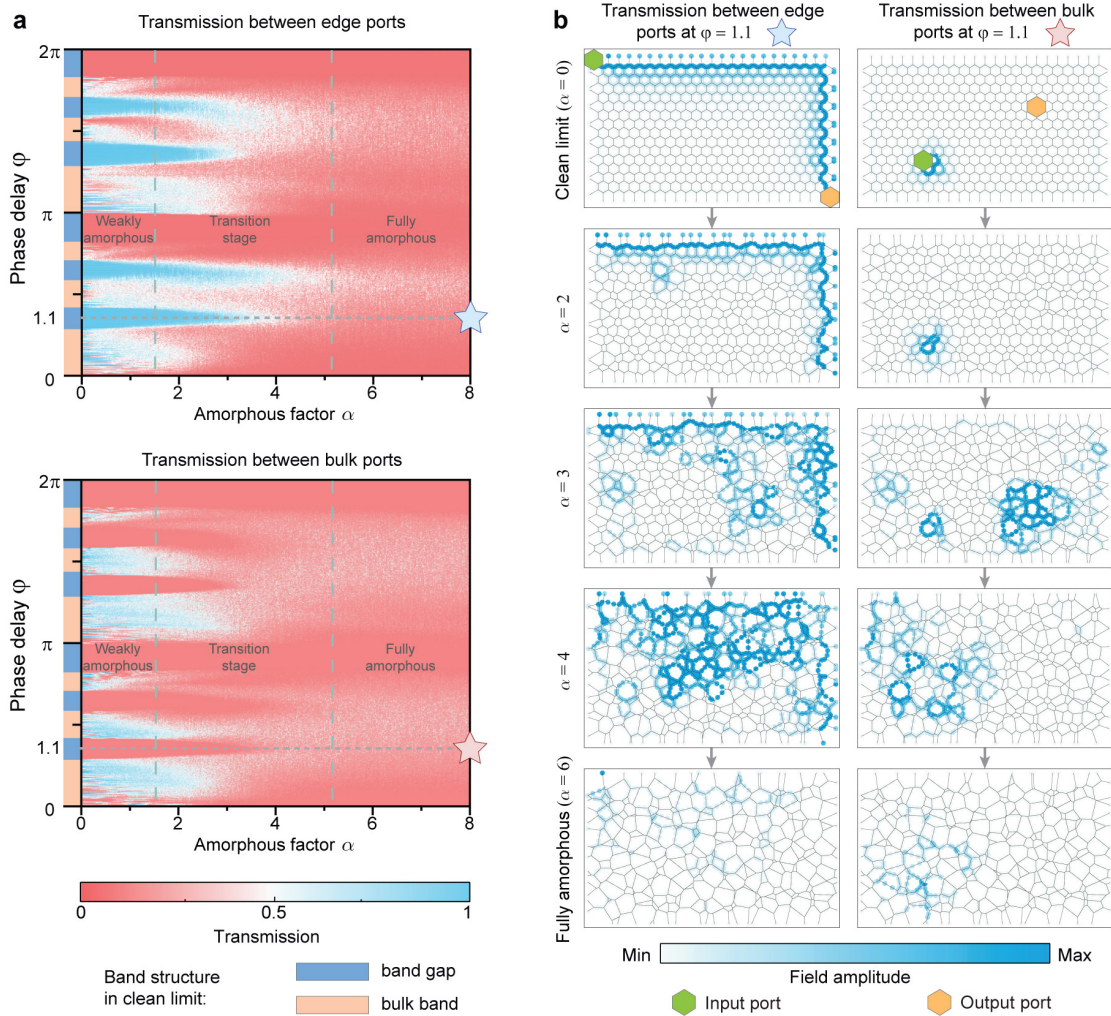 a
Transmission between edge ports
2π
π
1.1
0
Phase delay φ
Weakly amorphous
Transition stage
Fully amorphous
0 2 4 6 8
Amorphous factor α
Transmission between bulk ports
2π
π
1.1
0
Phase delay φ
Weakly amorphous
Transition stage
Fully amorphous
0 2 4 6 8
Amorphous factor α
0 0.5 1
Transmission
Band structure
in clean limit:
band gap
bulk band
b
Transmission between edge
ports at φ = 1.1
Transmission between bulk
ports at φ = 1.1
Clean limit (α = 0)
α = 2
α = 3
α = 4
Fully amorphous (α = 6)
Min Max
Field amplitude
Input port
Output port